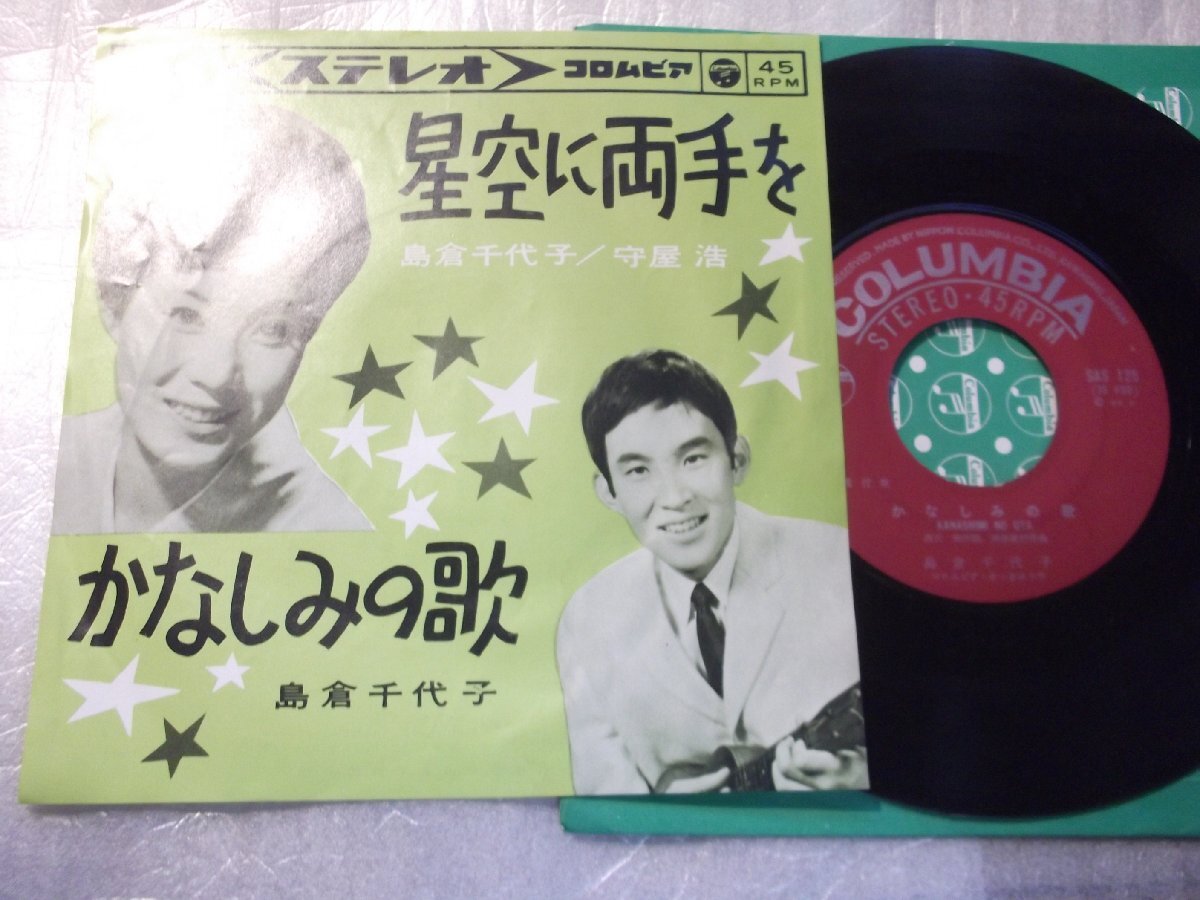 ステレオ コロムビア 45 RPM
星空に両手を
島倉千代子/守屋 浩
かなしみの歌
島倉千代子
COLUMBIA
STEREO・45RPM
かなしみの歌
KANASHIMI NO UTA
島倉千代子
Columbia